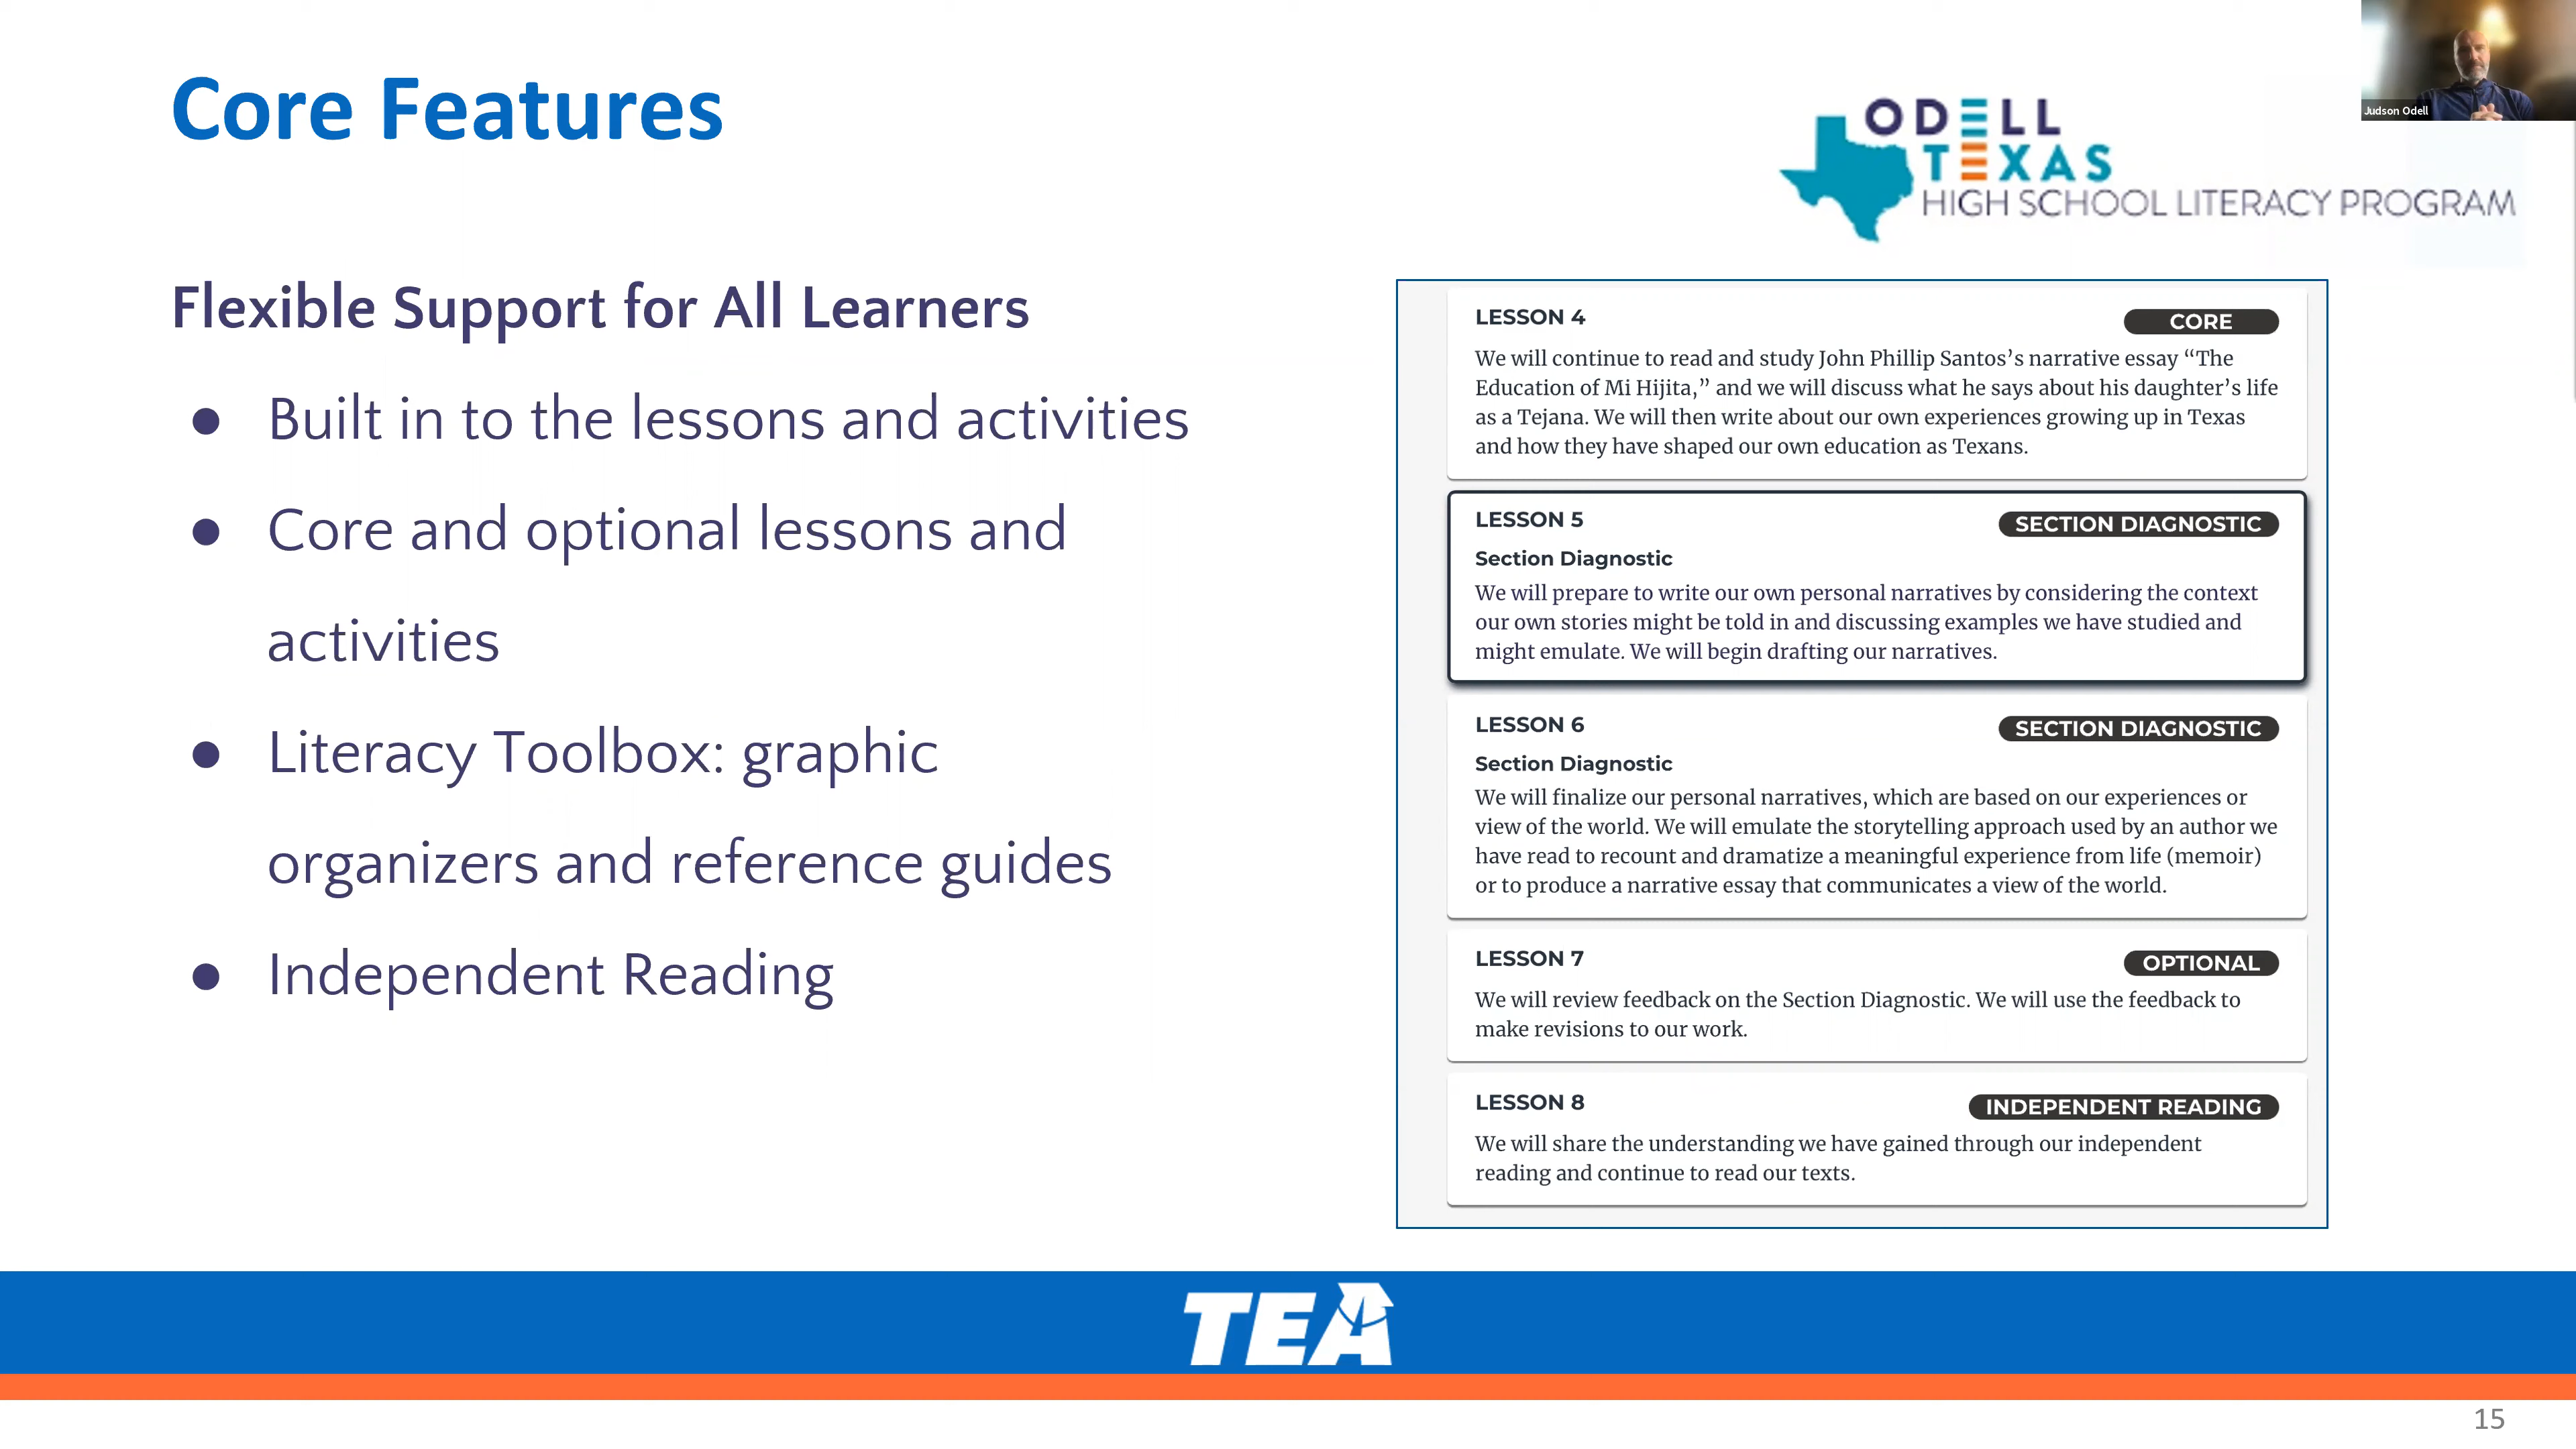 Core Features
Judson Odell
ODELL
TEXAS
HIGH SCHOOL LITERACY PROGRAM
Flexible Support for All Learners
● Built in to the lessons and activities
● Core and optional lessons and
activities
● Literacy Toolbox: graphic
organizers and reference guides
● Independent Reading
LESSON 4
CORE
We will continue to read and study John Phillip Santos’s narrative essay “The
Education of Mi Hijita,” and we will discuss what he says about his daughter’s life
as a Tejana. We will then write about our own experiences growing up in Texas
and how they have shaped our own education as Texans.
LESSON 5
SECTION DIAGNOSTIC
Section Diagnostic
We will prepare to write our own personal narratives by considering the context
our own stories might be told in and discussing examples we have studied and
might emulate. We will begin drafting our narratives.
LESSON 6
SECTION DIAGNOSTIC
Section Diagnostic
We will finalize our personal narratives, which are based on our experiences or
view of the world. We will emulate the storytelling approach used by an author we
have read to recount and dramatize a meaningful experience from life (memoir)
or to produce a narrative essay that communicates a view of the world.
LESSON 7
OPTIONAL
We will review feedback on the Section Diagnostic. We will use the feedback to
make revisions to our work.
LESSON 8
INDEPENDENT READING
We will share the understanding we have gained through our independent
reading and continue to read our texts.
TEA
15